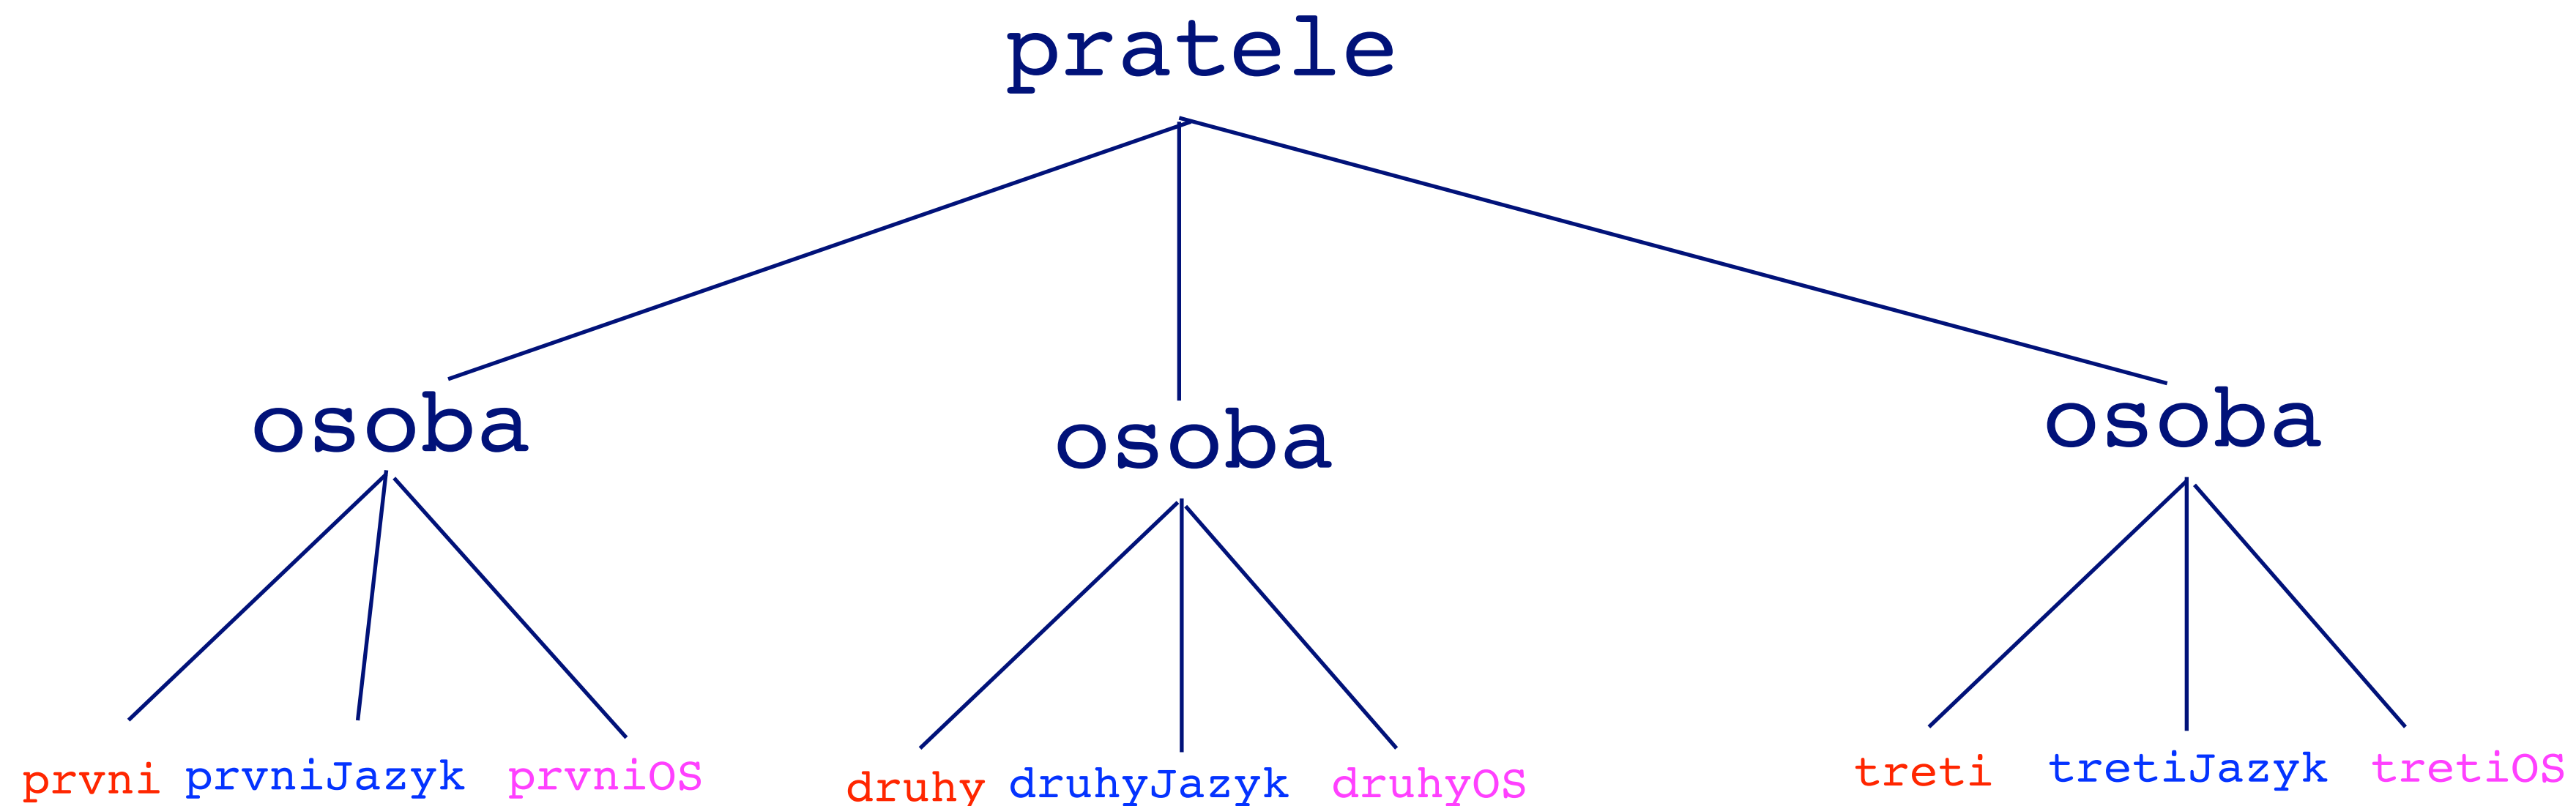 pratele
osoba osoba osoba
prvni prvniJazyk prvniOS druhy druhyJazyk druhyOS treti tretiJazyk tretiOS